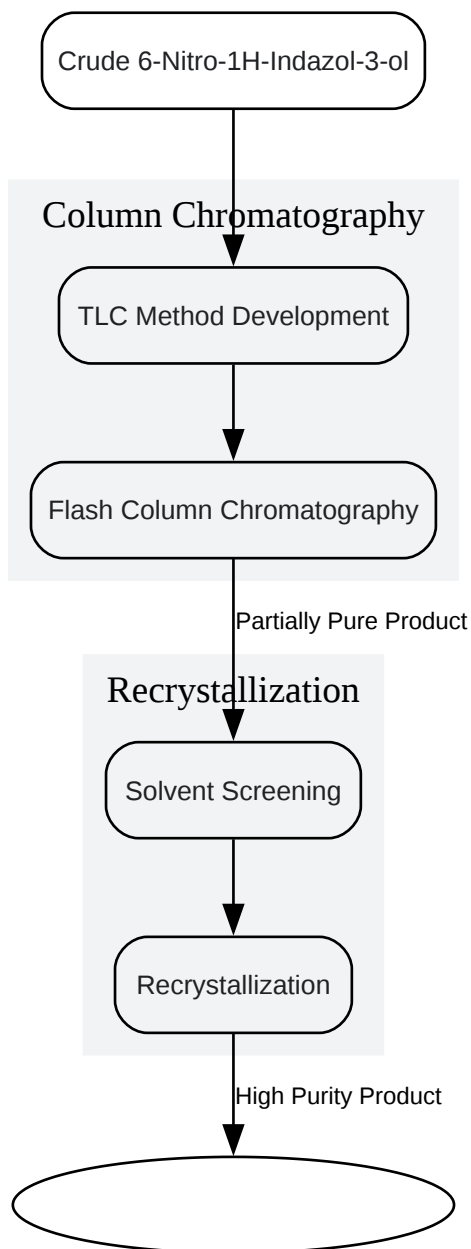 Crude 6-Nitro-1H-Indazol-3-ol
Column Chromatography
TLC Method Development
Flash Column Chromatography
Partially Pure Product
Recrystallization
Solvent Screening
Recrystallization
High Purity Product